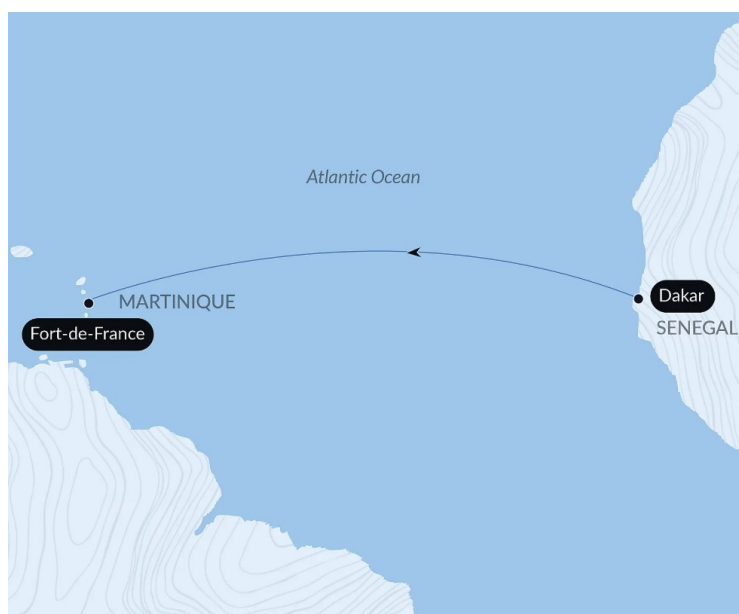 Atlantic Ocean
MARTINIQUE
Fort-de-France
Dakar
SENEGAL